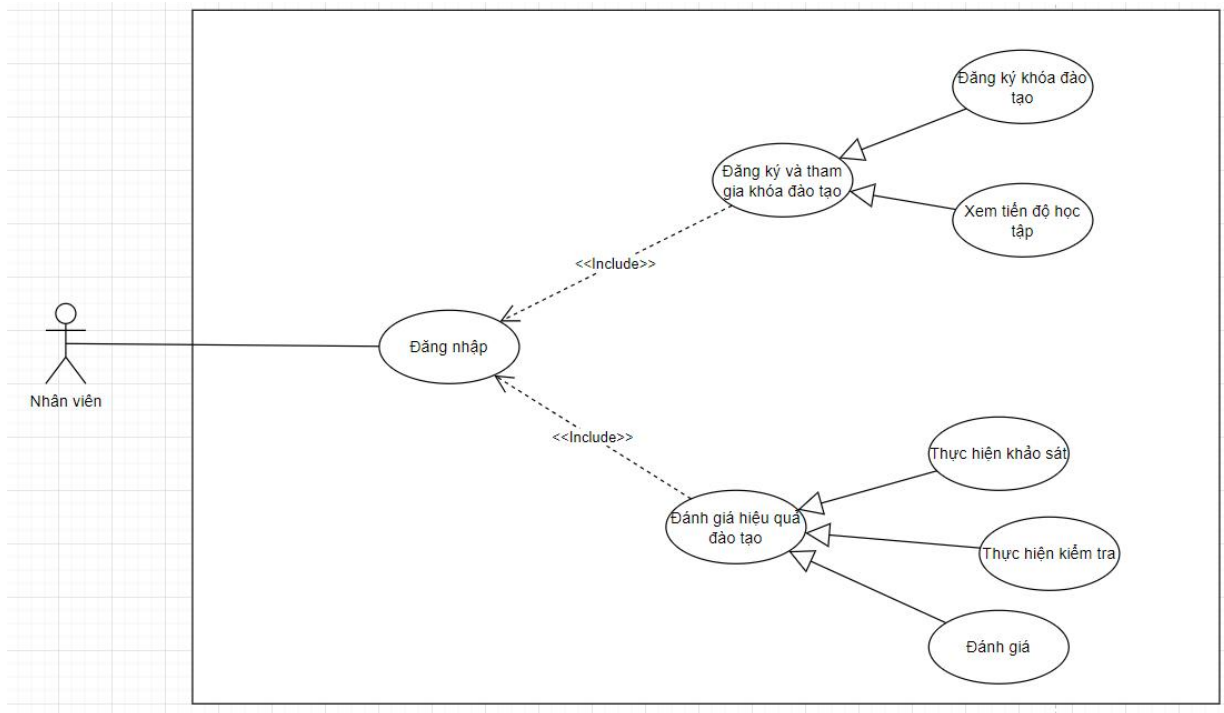 Đăng ký khóa đào
tạo
Đăng ký và tham
gia khóa đào tạo
Xem tiến độ học
tập
<<Include>>
Đăng nhập
Nhân viên
<<Include>>
Thực hiện khảo sát
Đánh giá hiệu quả
đào tạo
Thực hiện kiểm tra
Đánh giá